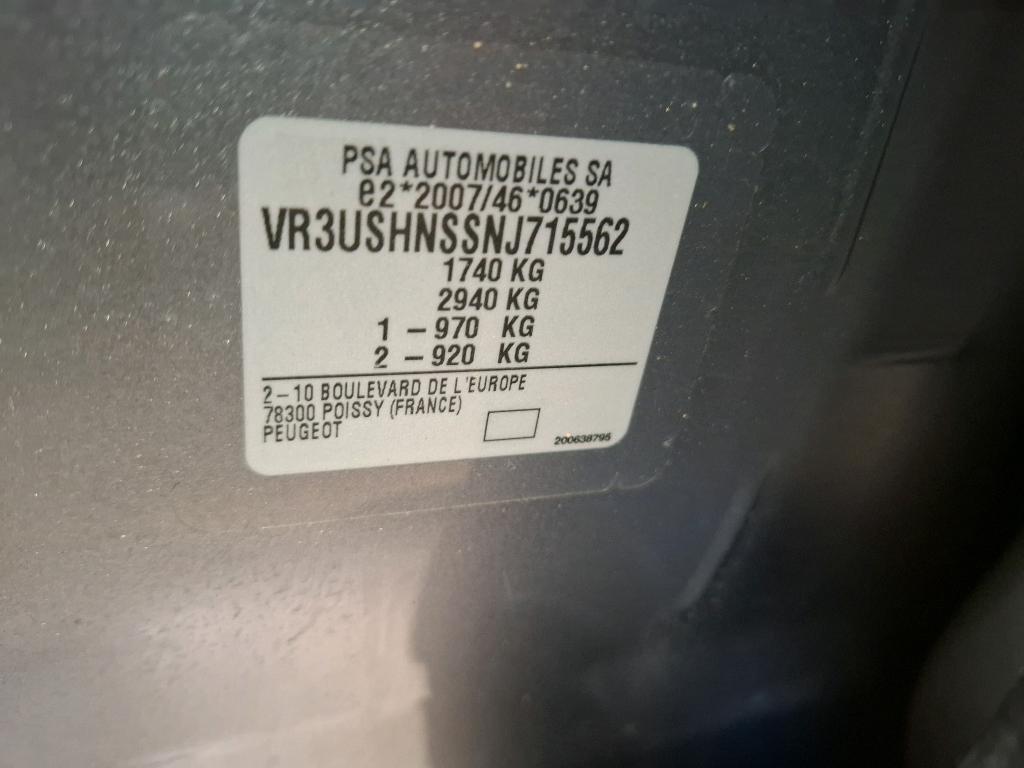 PSA AUTOMOBILES SA
e2*2007/46*0639
VR3USHNSSNJ715562
1740 KG
2940 KG
1 – 970 KG
2 – 920 KG
2–10 BOULEVARD DE L'EUROPE
78300 POISSY (FRANCE)
PEUGEOT
200638795